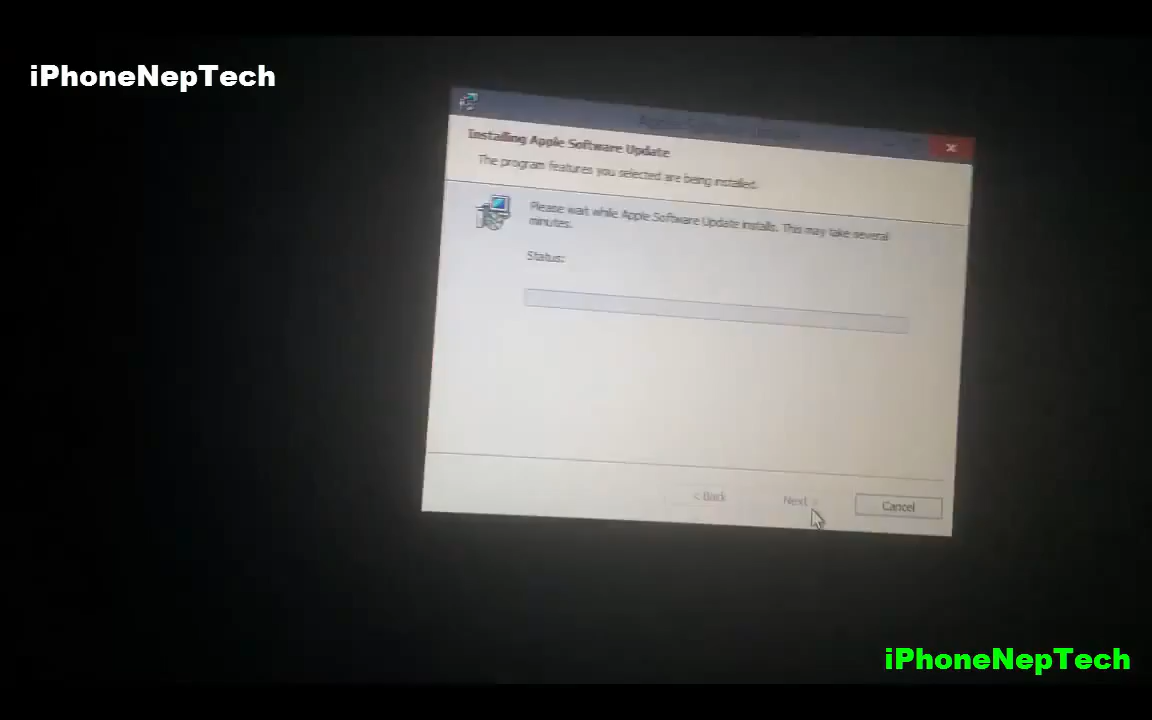 iPhoneNepTech
Installing Apple Software Update
The program features you selected are being installed.
Please wait while Apple Software Update installs. This may take several
minutes.
Status:
< Back
Next >
Cancel
iPhoneNepTech